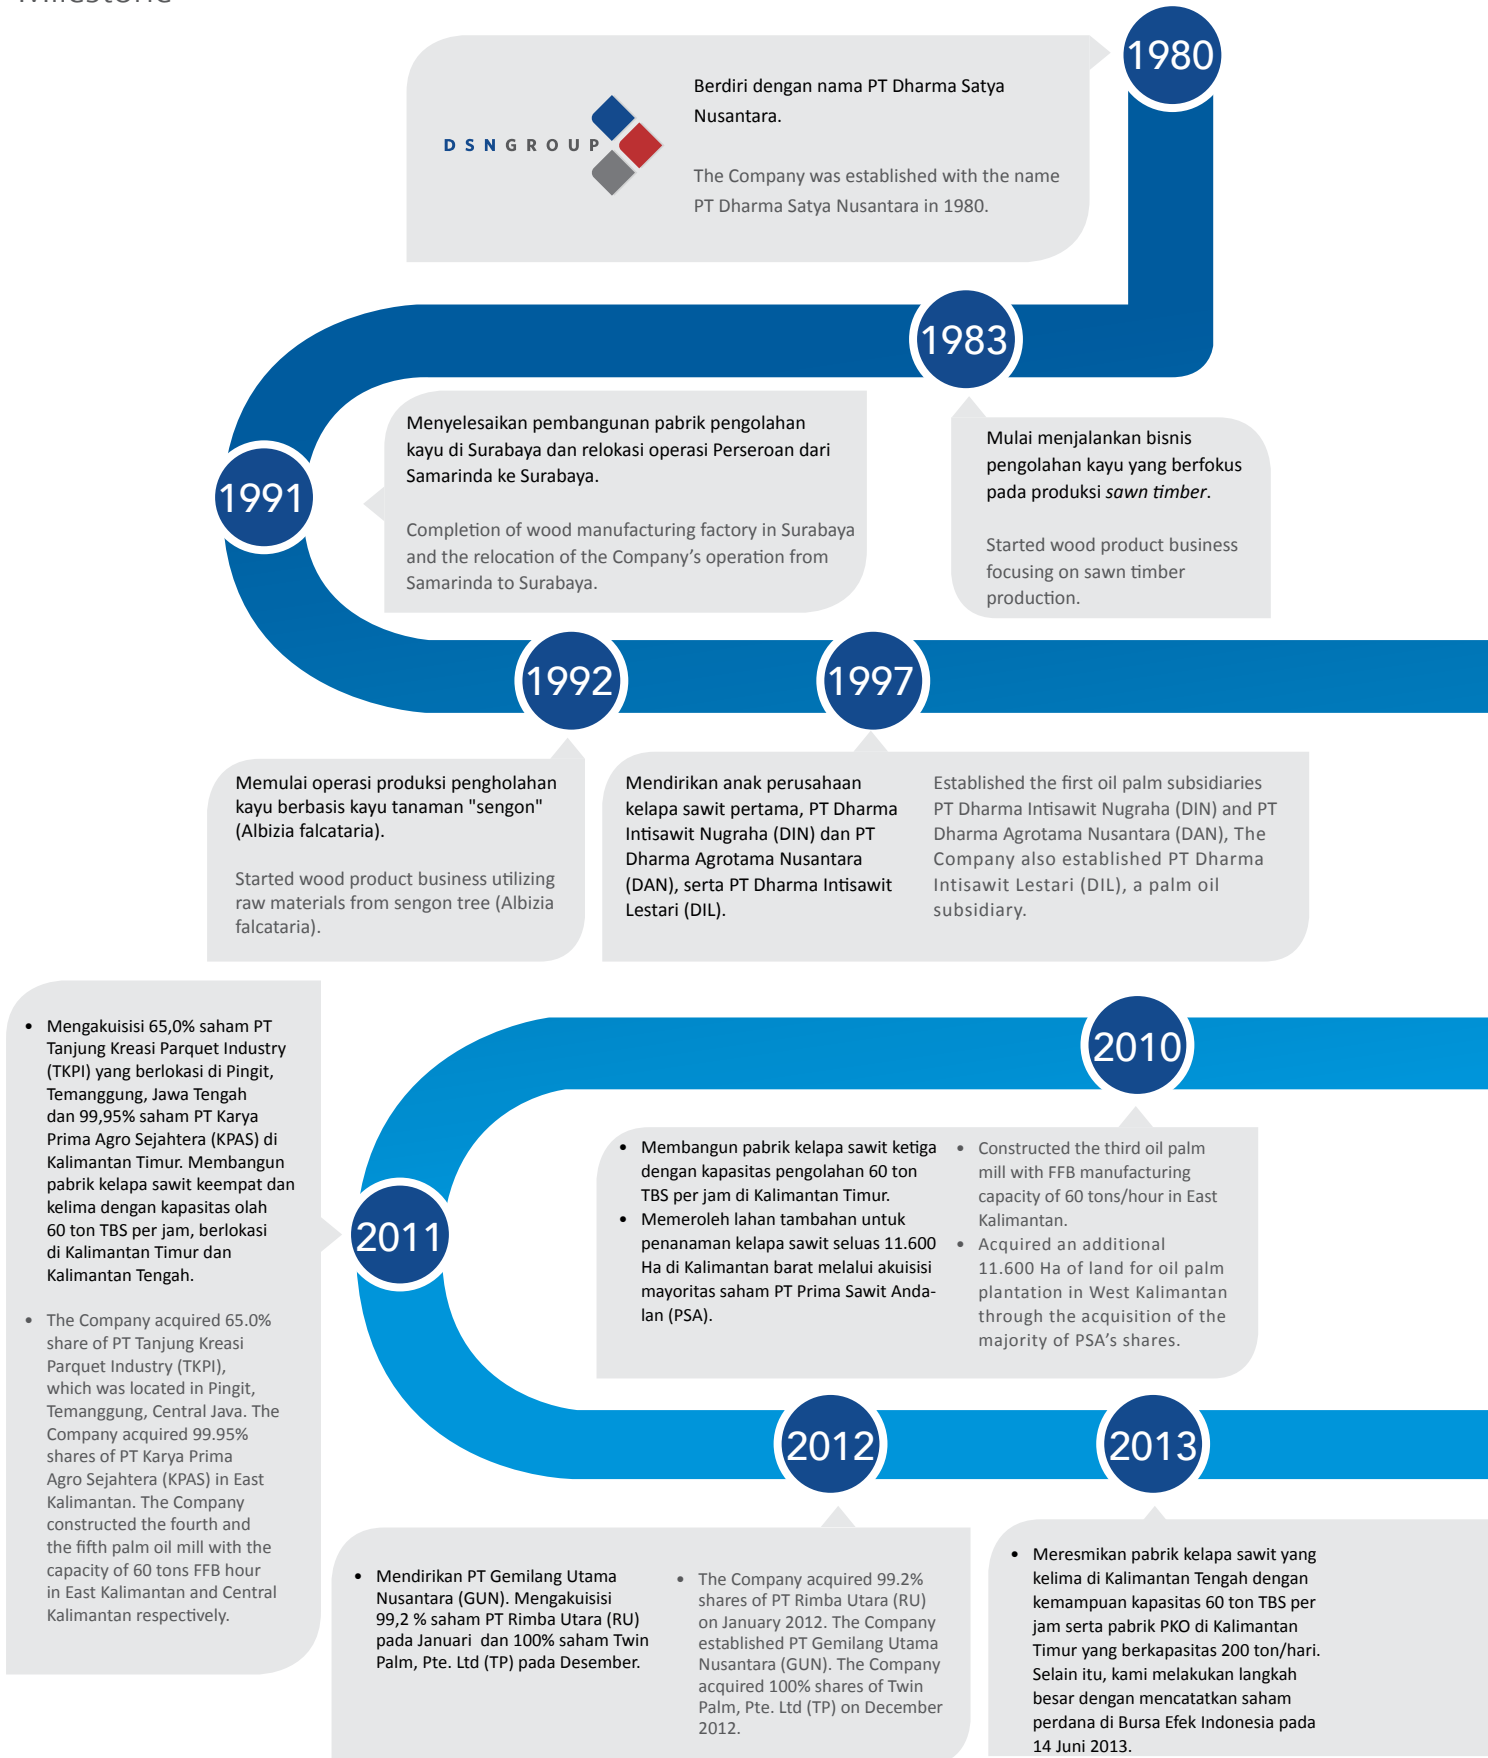 Milestone
1980
DSNGROUP
Berdiri dengan nama PT Dharma Satya
Nusantara.
The Company was established with the name
PT Dharma Satya Nusantara in 1980.
1983
Mulai menjalankan bisnis
pengolahan kayu yang berfokus
pada produksi sawn timber.
Started wood product business
focusing on sawn timber
production.
1991
Menyelesaikan pembangunan pabrik pengolahan
kayu di Surabaya dan relokasi operasi Perseroan dari
Samarinda ke Surabaya.
Completion of wood manufacturing factory in Surabaya
and the relocation of the Company’s operation from
Samarinda to Surabaya.
1992
Memulai operasi produksi pengholahan
kayu berbasis kayu tanaman "sengon"
(Albizia falcataria).
Started wood product business utilizing
raw materials from sengon tree (Albizia
falcataria).
1997
Mendirikan anak perusahaan
kelapa sawit pertama, PT Dharma
Intisawit Nugraha (DIN) dan PT
Dharma Agrotama Nusantara
(DAN), serta PT Dharma Intisawit
Lestari (DIL).
Established the first oil palm subsidiaries
PT Dharma Intisawit Nugraha (DIN) and PT
Dharma Agrotama Nusantara (DAN), The
Company also established PT Dharma
Intisawit Lestari (DIL), a palm oil
subsidiary.
2010
• Membangun pabrik kelapa sawit ketiga
dengan kapasitas pengolahan 60 ton
TBS per jam di Kalimantan Timur.
• Memeroleh lahan tambahan untuk
penanaman kelapa sawit seluas 11.600
Ha di Kalimantan barat melalui akuisisi
mayoritas saham PT Prima Sawit Anda-
lan (PSA).
• Constructed the third oil palm
mill with FFB manufacturing
capacity of 60 tons/hour in East
Kalimantan.
• Acquired an additional
11.600 Ha of land for oil palm
plantation in West Kalimantan
through the acquisition of the
majority of PSA’s shares.
2011
• Mengakuisisi 65,0% saham PT
Tanjung Kreasi Parquet Industry
(TKPI) yang berlokasi di Pingit,
Temanggung, Jawa Tengah
dan 99,95% saham PT Karya
Prima Agro Sejahtera (KPAS) di
Kalimantan Timur. Membangun
pabrik kelapa sawit keempat dan
kelima dengan kapasitas olah
60 ton TBS per jam, berlokasi
di Kalimantan Timur dan
Kalimantan Tengah.
• The Company acquired 65.0%
share of PT Tanjung Kreasi
Parquet Industry (TKPI),
which was located in Pingit,
Temanggung, Central Java. The
Company acquired 99.95%
shares of PT Karya Prima
Agro Sejahtera (KPAS) in East
Kalimantan. The Company
constructed the fourth and
the fifth palm oil mill with the
capacity of 60 tons FFB hour
in East Kalimantan and Central
Kalimantan respectively.
2012
• Mendirikan PT Gemilang Utama
Nusantara (GUN). Mengakuisisi
99,2 % saham PT Rimba Utara (RU)
pada Januari dan 100% saham Twin
Palm, Pte. Ltd (TP) pada Desember.
• The Company acquired 99.2%
shares of PT Rimba Utara (RU)
on January 2012. The Company
established PT Gemilang Utama
Nusantara (GUN). The Company
acquired 100% shares of Twin
Palm, Pte. Ltd (TP) on December
2012.
2013
• Meresmikan pabrik kelapa sawit yang
kelima di Kalimantan Tengah dengan
kemampuan kapasitas 60 ton TBS per
jam serta pabrik PKO di Kalimantan
Timur yang berkapasitas 200 ton/hari.
Selain itu, kami melakukan langkah
besar dengan mencatatkan saham
perdana di Bursa Efek Indonesia pada
14 Juni 2013.